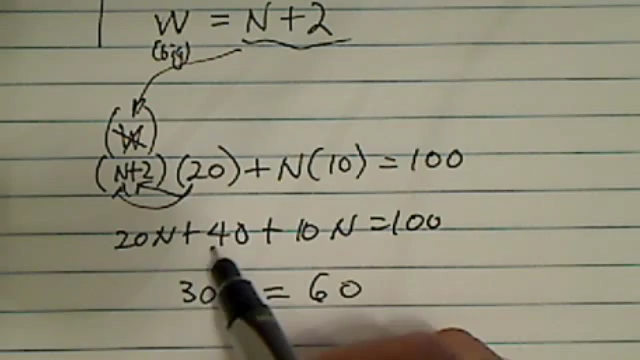 W = N+2
(big)
(W)
(N+2)(20)+N(10)=100
20N+40+10N=100
30 = 60